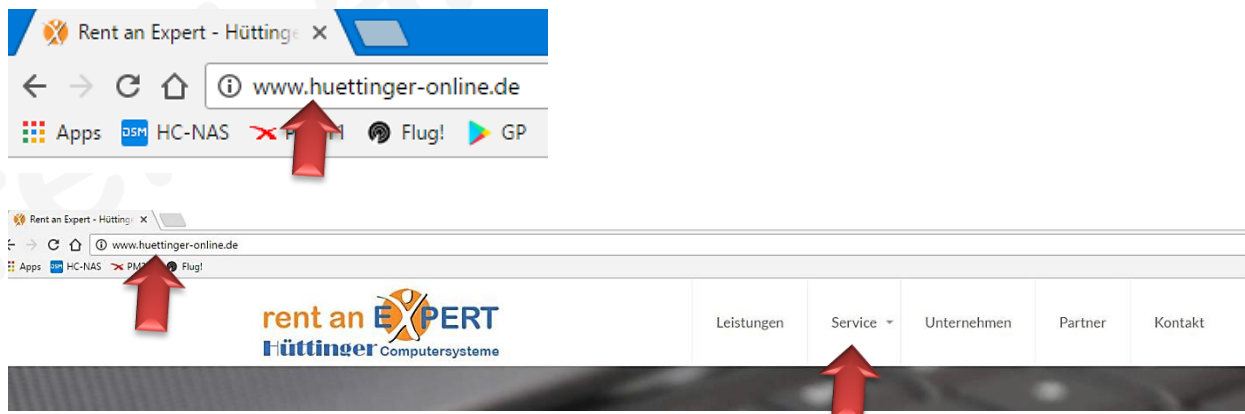 Rent an Expert - Hüttinge
www.huettinger-online.de
Apps HC-NAS Flug! GP
Rent an Expert - Hütting
www.huettinger-online.de
Apps HC-NAS Flug!
rent an EXPERT
Hüttinger Computersysteme
Leistungen Service Unternehmen Partner Kontakt